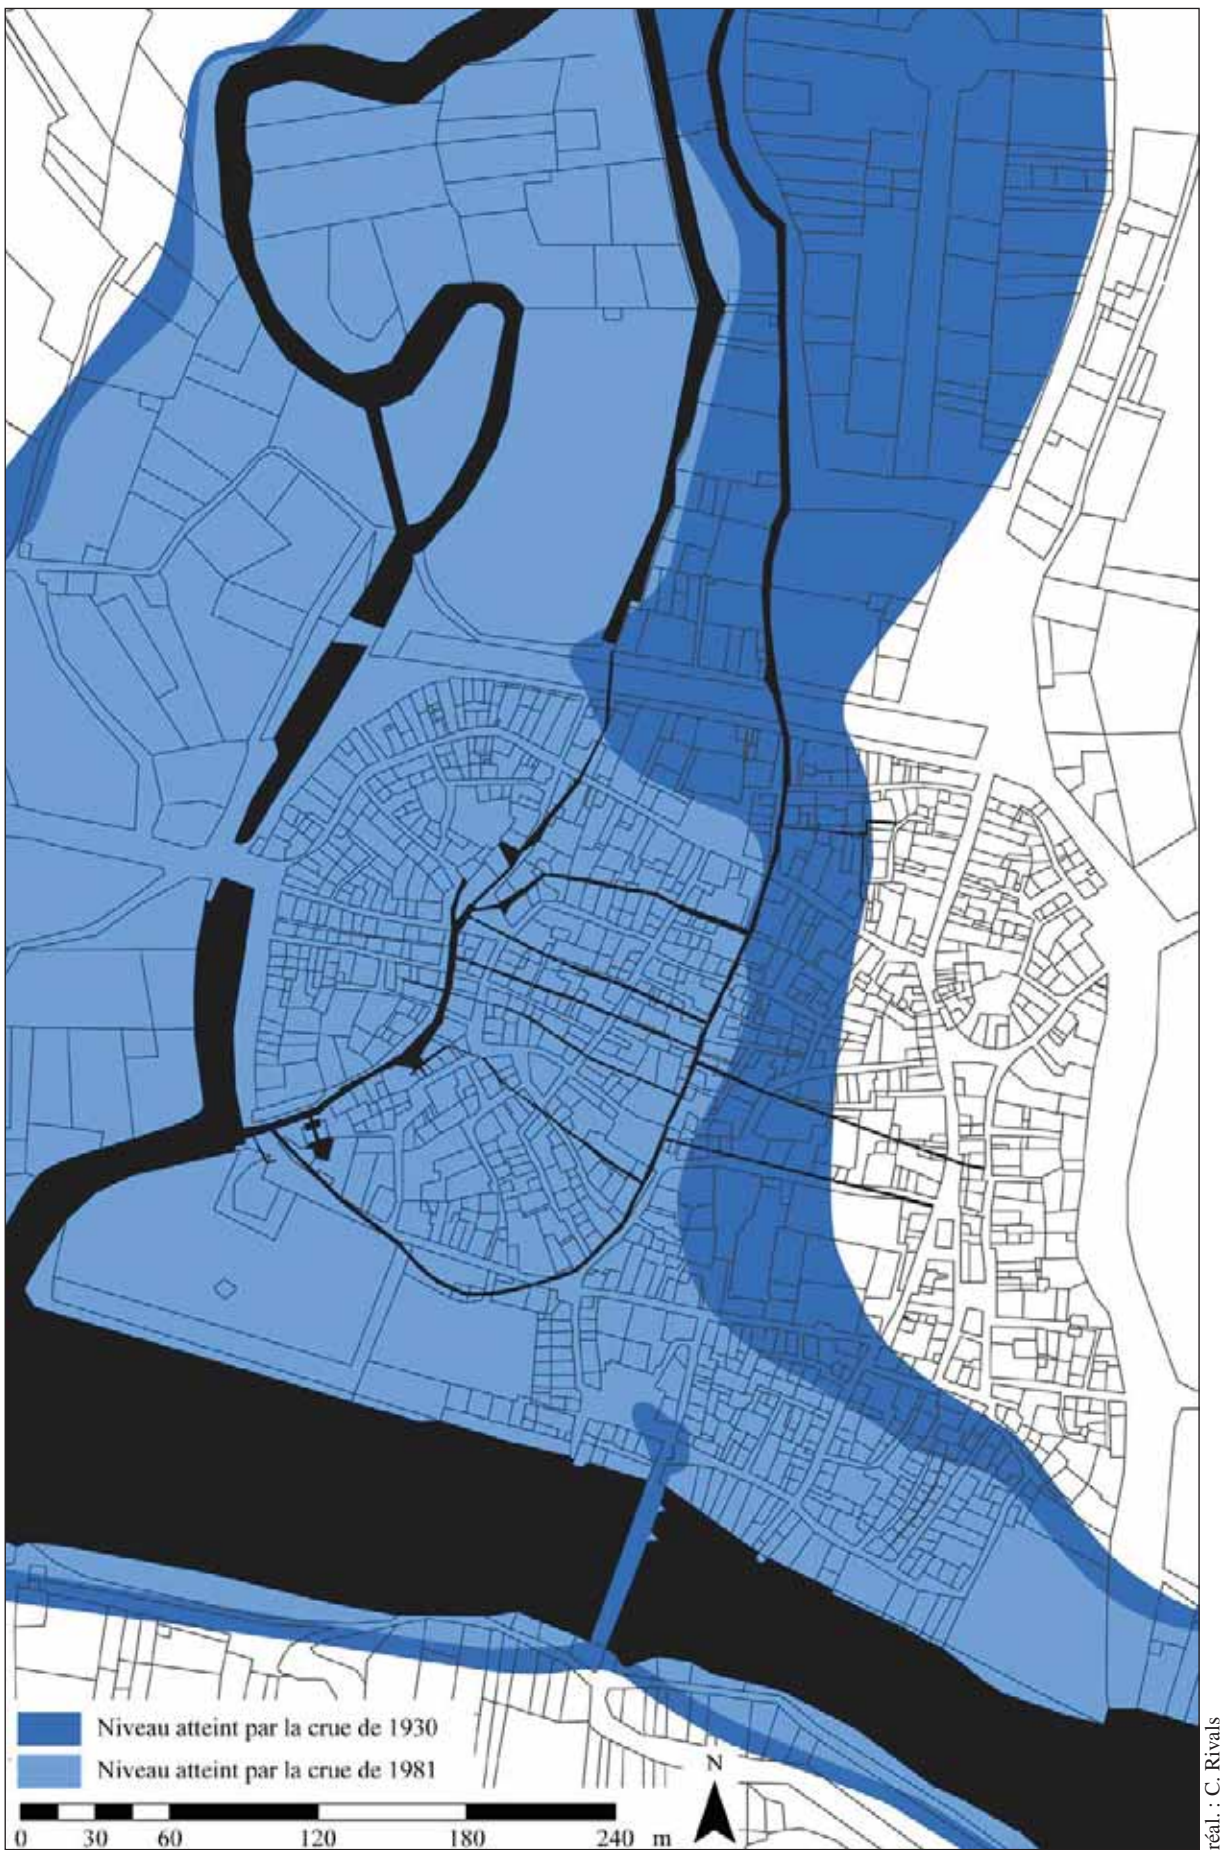 Niveau atteint par la crue de 1930
Niveau atteint par la crue de 1981
N
0 30 60 120 180 240 m
réal. : C. Rivals